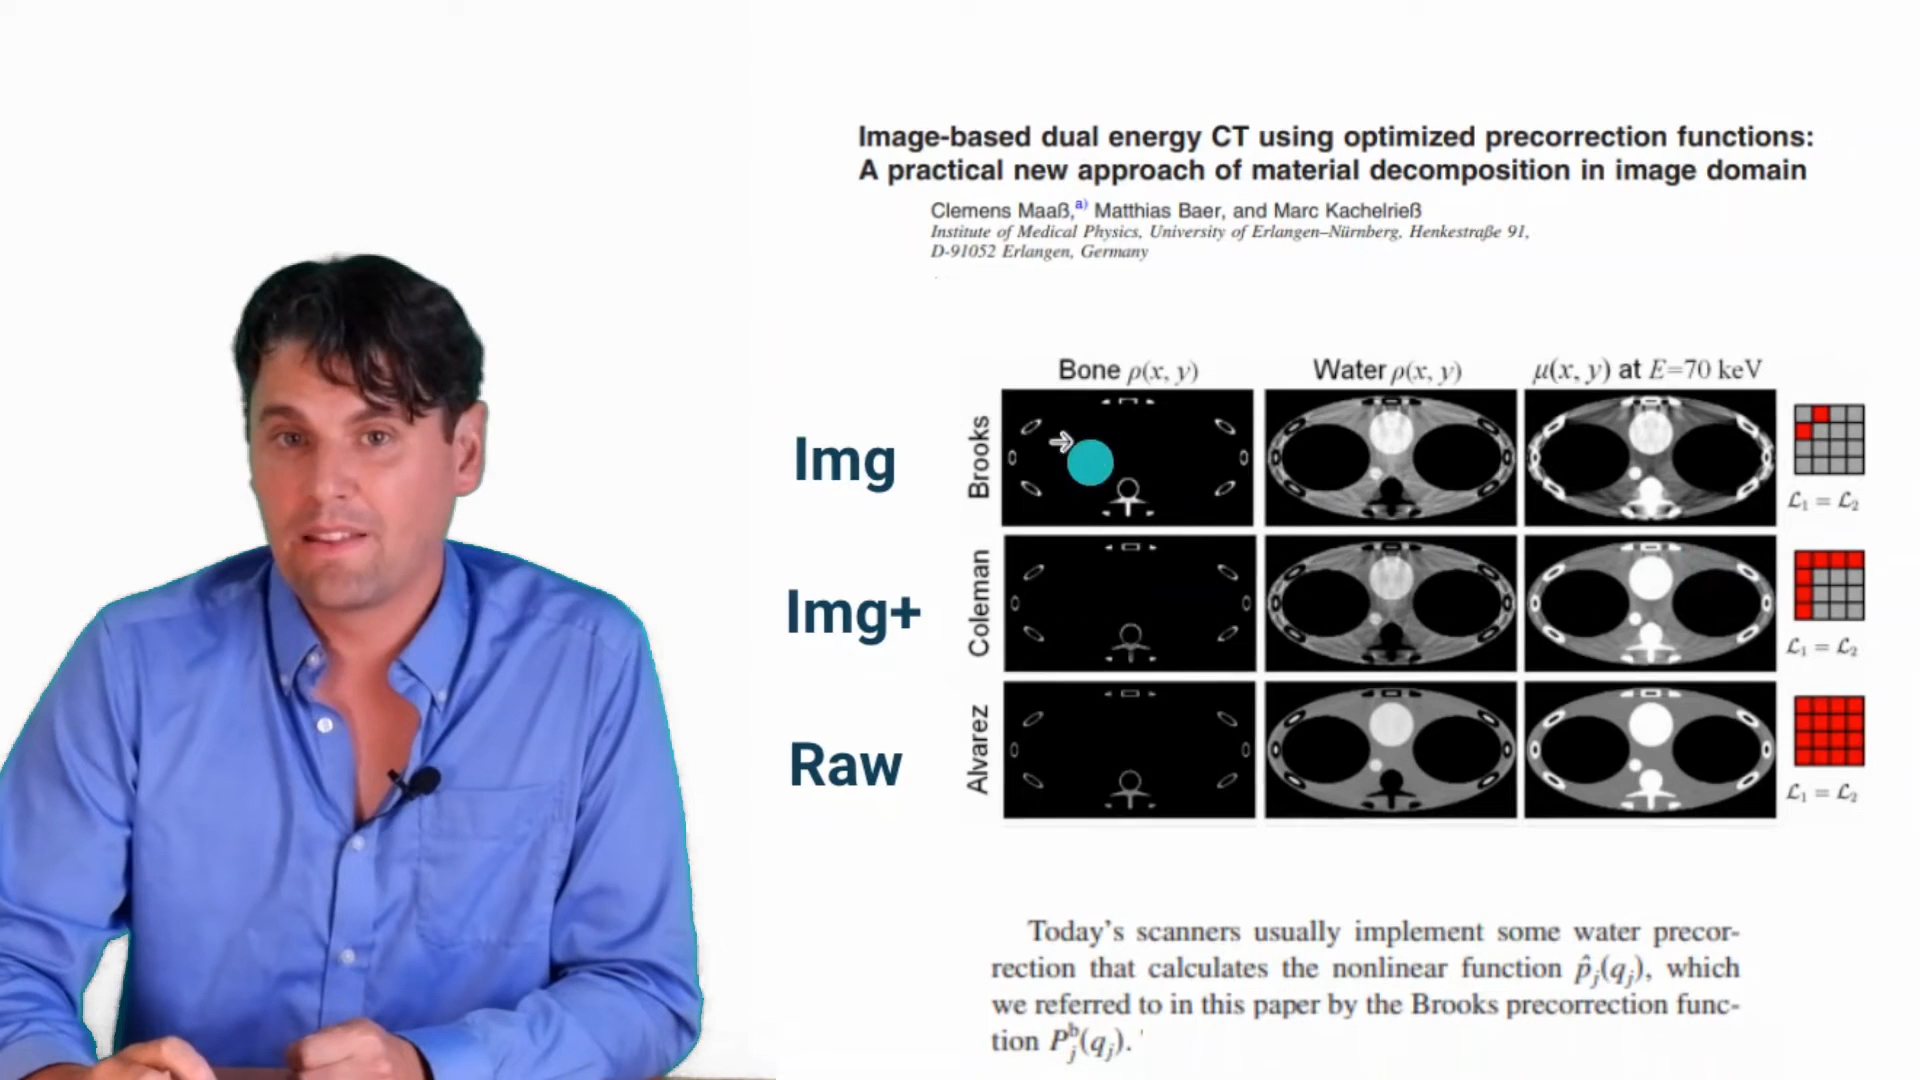 Image-based dual energy CT using optimized precorrection functions:
A practical new approach of material decomposition in image domain
Clemens Maaß,a) Matthias Baer, and Marc Kachelrieß
Institute of Medical Physics, University of Erlangen–Nürnberg, Henkestraße 91,
D-91052 Erlangen, Germany
Bone ρ(x, y)
Water ρ(x, y)
μ(x, y) at E=70 keV
Img
Brooks
ℒ₁ = ℒ₂
Img+
Coleman
ℒ₁ = ℒ₂
Raw
Alvarez
ℒ₁ = ℒ₂
Today's scanners usually implement some water precor-
rection that calculates the nonlinear function p̂j(qj), which
we referred to in this paper by the Brooks precorrection func-
tion Pbj(qj).